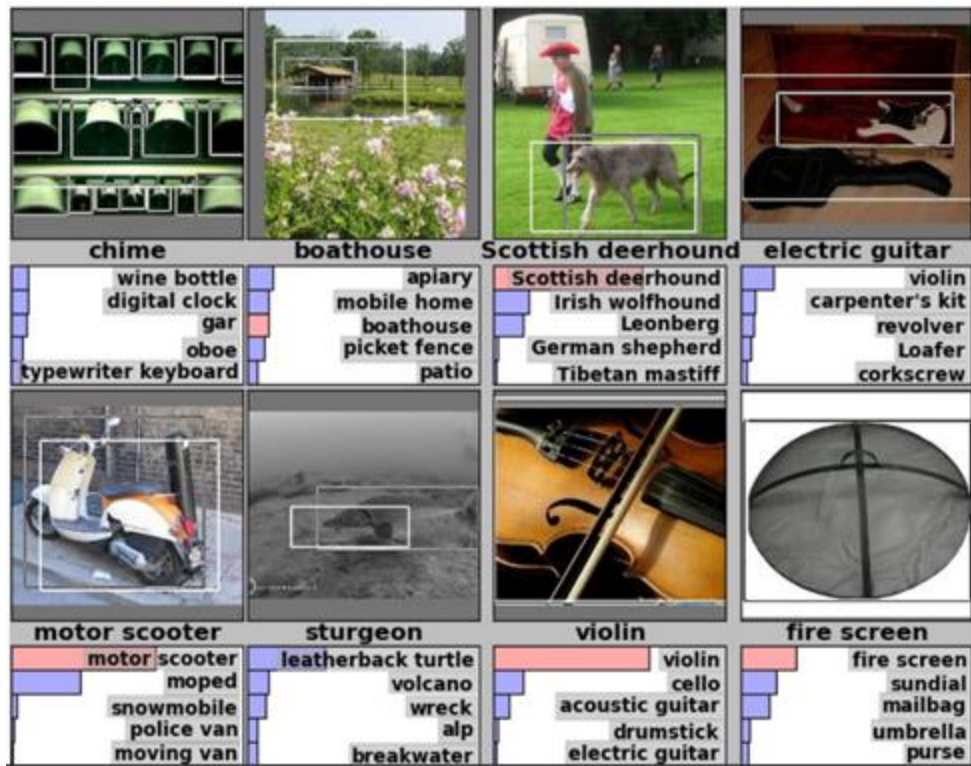 chime
boathouse
Scottish deerhound
electric guitar
wine bottle
digital clock
gar
oboe
typewriter keyboard
apiary
mobile home
boathouse
picket fence
patio
Scottish deerhound
Irish wolfhound
Leonberg
German shepherd
Tibetan mastiff
violin
carpenter's kit
revolver
Loafer
corkscrew
motor scooter
sturgeon
violin
fire screen
motor scooter
moped
snowmobile
police van
moving van
leatherback turtle
volcano
wreck
alp
breakwater
violin
cello
acoustic guitar
drumstick
electric guitar
fire screen
sundial
mailbag
umbrella
purse